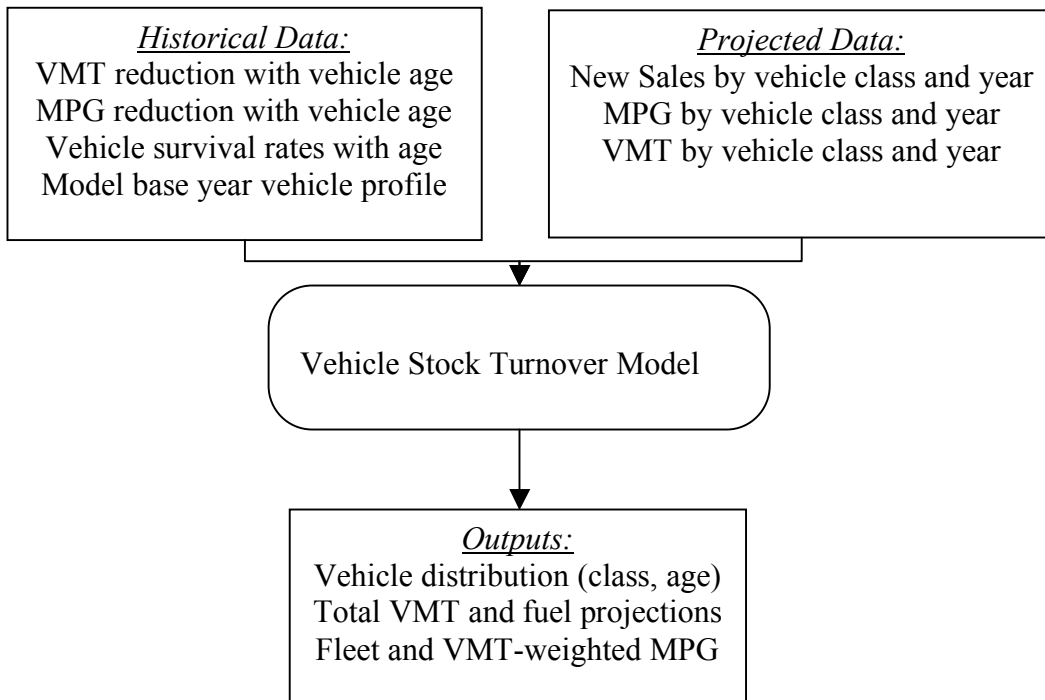 Historical Data:
VMT reduction with vehicle age
MPG reduction with vehicle age
Vehicle survival rates with age
Model base year vehicle profile
Projected Data:
New Sales by vehicle class and year
MPG by vehicle class and year
VMT by vehicle class and year
Vehicle Stock Turnover Model
Outputs:
Vehicle distribution (class, age)
Total VMT and fuel projections
Fleet and VMT-weighted MPG